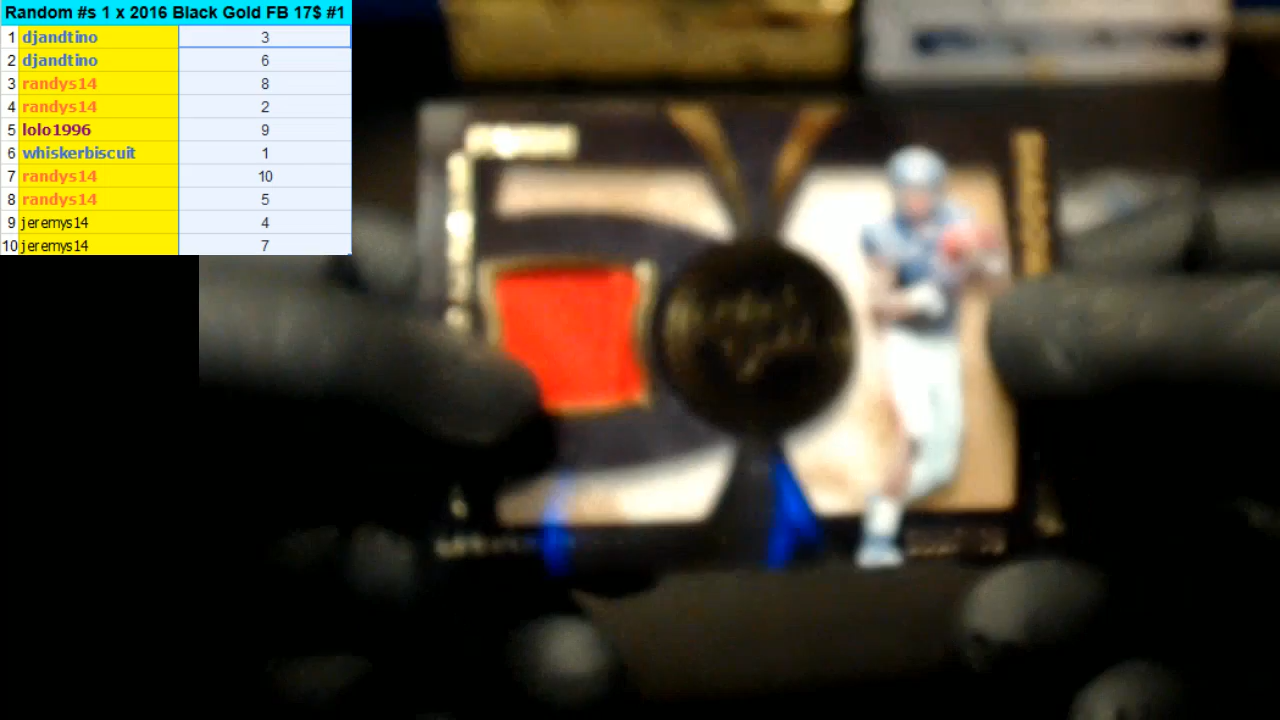 Random #s 1 x 2016 Black Gold FB 17$ #1
1 djandtino 3
2 djandtino 6
3 randys14 8
4 randys14 2
5 lolo1996 9
6 whiskerbiscuit 1
7 randys14 10
8 randys14 5
9 jeremys14 4
10 jeremys14 7